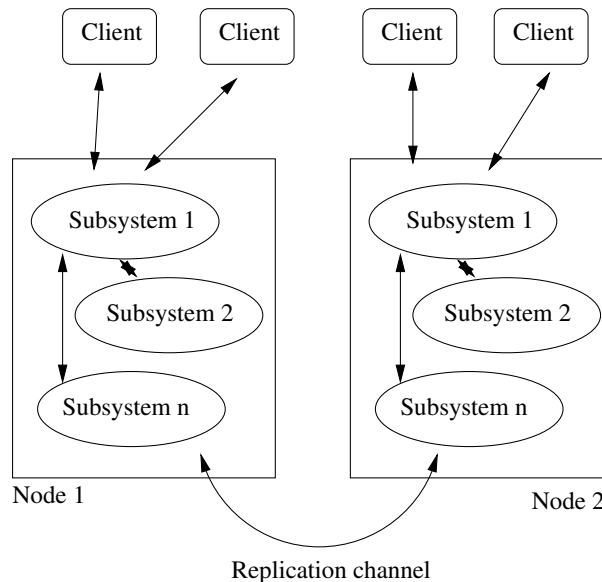 Client
Client
Client
Client
Subsystem 1
Subsystem 1
Subsystem 2
Subsystem 2
Subsystem n
Subsystem n
Node 1
Node 2
Replication channel